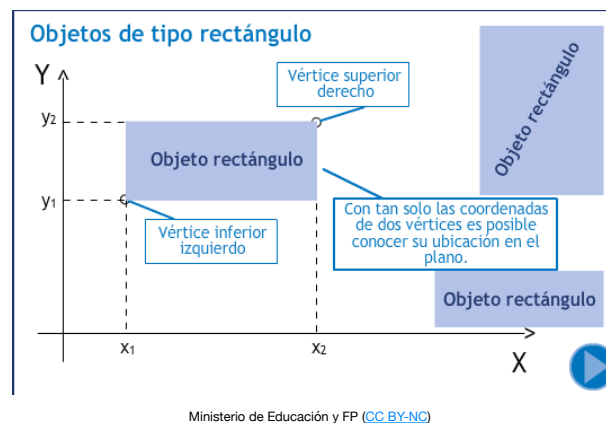 Objetos de tipo rectángulo
Y
Vértice superior
derecho
y₂
Objeto rectángulo
Objeto rectángulo
y₁
Vértice inferior
izquierdo
Con tan solo las coordenadas
de dos vértices es posible
conocer su ubicación en el
plano.
Objeto rectángulo
x₁
x₂
X
Ministerio de Educación y FP (CC BY-NC)